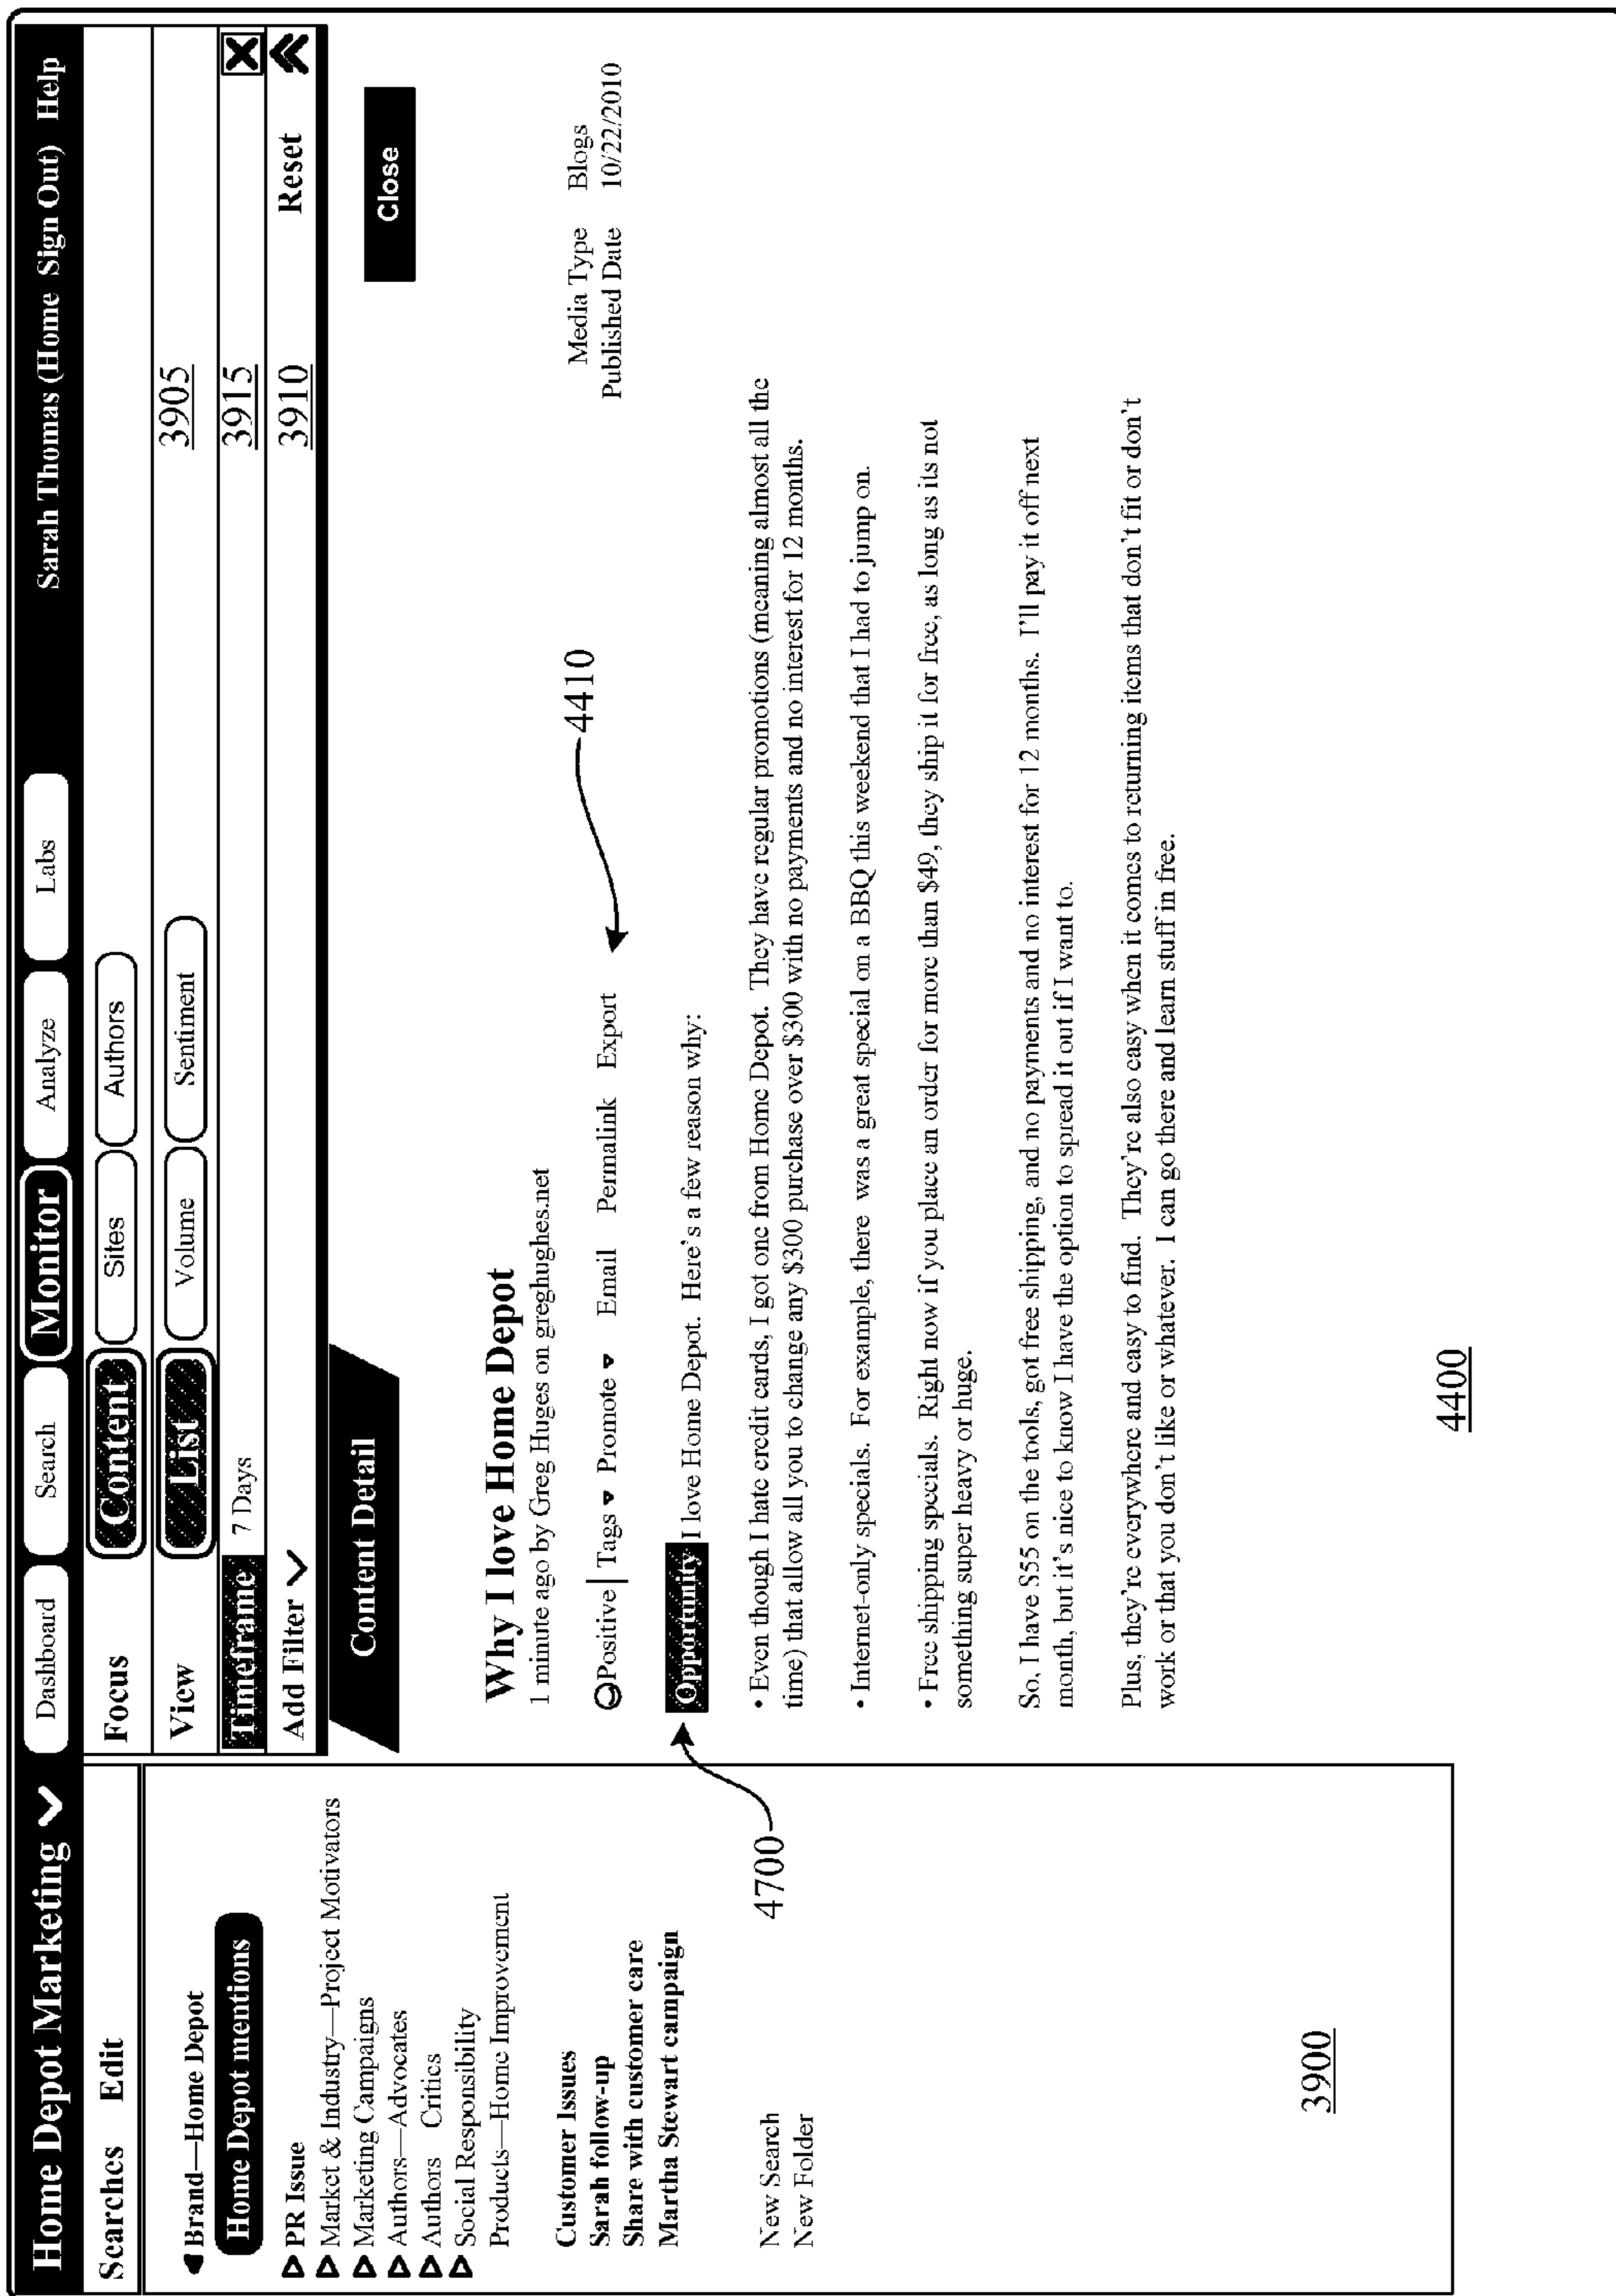 Home Depot Marketing
Dashboard
Search
Monitor
Analyze
Labs
Sarah Thomas (Home Sign Out) Help
Searches Edit
Brand—Home Depot
Home Depot mentions
PR Issue
Market & Industry—Project Motivators
Marketing Campaigns
Authors—Advocates
Authors Critics
Social Responsibility
Products—Home Improvement
Customer Issues
Sarah follow-up
Share with customer care
Martha Stewart campaign
New Search
New Folder
3900
Focus
Content
Sites
Authors
View
List
Volume
Sentiment
3905
Timeframe 7 Days
3915
Add Filter
3910
Reset
Content Detail
Close
Why I love Home Depot
1 minute ago by Greg Huges on greghughes.net
Media Type Blogs
Published Date 10/22/2010
Positive | Tags Promote Email Permalink Export
4410
4700
Opportunity I love Home Depot. Here's a few reason why:
• Even though I hate credit cards, I got one from Home Depot. They have regular promotions (meaning almost all the
time) that allow all you to change any $300 purchase over $300 with no payments and no interest for 12 months.
• Internet-only specials. For example, there was a great special on a BBQ this weekend that I had to jump on.
• Free shipping specials. Right now if you place an order for more than $49, they ship it for free, as long as its not
something super heavy or huge.
So, I have $55 on the tools, got free shipping, and no payments and no interest for 12 months. I'll pay it off next
month, but it's nice to know I have the option to spread it out if I want to.
Plus, they're everywhere and easy to find. They're also easy when it comes to returning items that don't fit or don't
work or that you don't like or whatever. I can go there and learn stuff in free.
4400